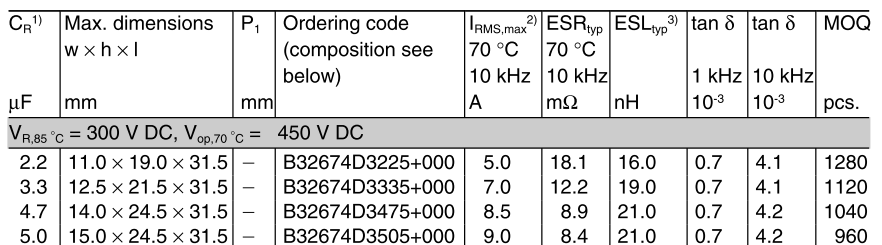 C_R 1) Max. dimensions P₁ Ordering code I_RMS,max 2) ESR_typ ESL_typ 3) tan δ tan δ MOQ
w × h × l (composition see 70 °C 70 °C
below) 10 kHz 10 kHz 1 kHz 10 kHz
µF mm mm A mΩ nH 10⁻³ 10⁻³ pcs.
V_R,85 °C = 300 V DC, V_op,70 °C = 450 V DC
2.2 11.0 × 19.0 × 31.5 – B32674D3225+000 5.0 18.1 16.0 0.7 4.1 1280
3.3 12.5 × 21.5 × 31.5 – B32674D3335+000 7.0 12.2 19.0 0.7 4.1 1120
4.7 14.0 × 24.5 × 31.5 – B32674D3475+000 8.5 8.9 21.0 0.7 4.2 1040
5.0 15.0 × 24.5 × 31.5 – B32674D3505+000 9.0 8.4 21.0 0.7 4.2 960